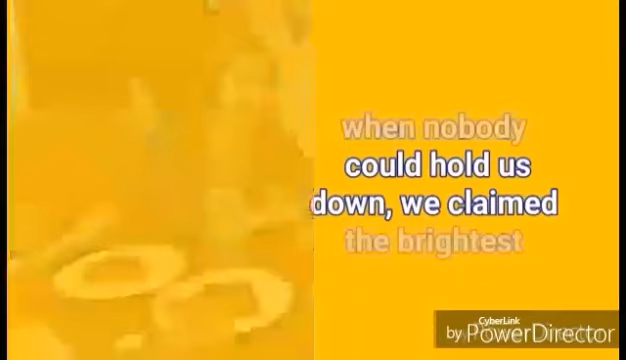 when nobody
could hold us
down, we claimed
the brightest
CyberLink
by PowerDirector